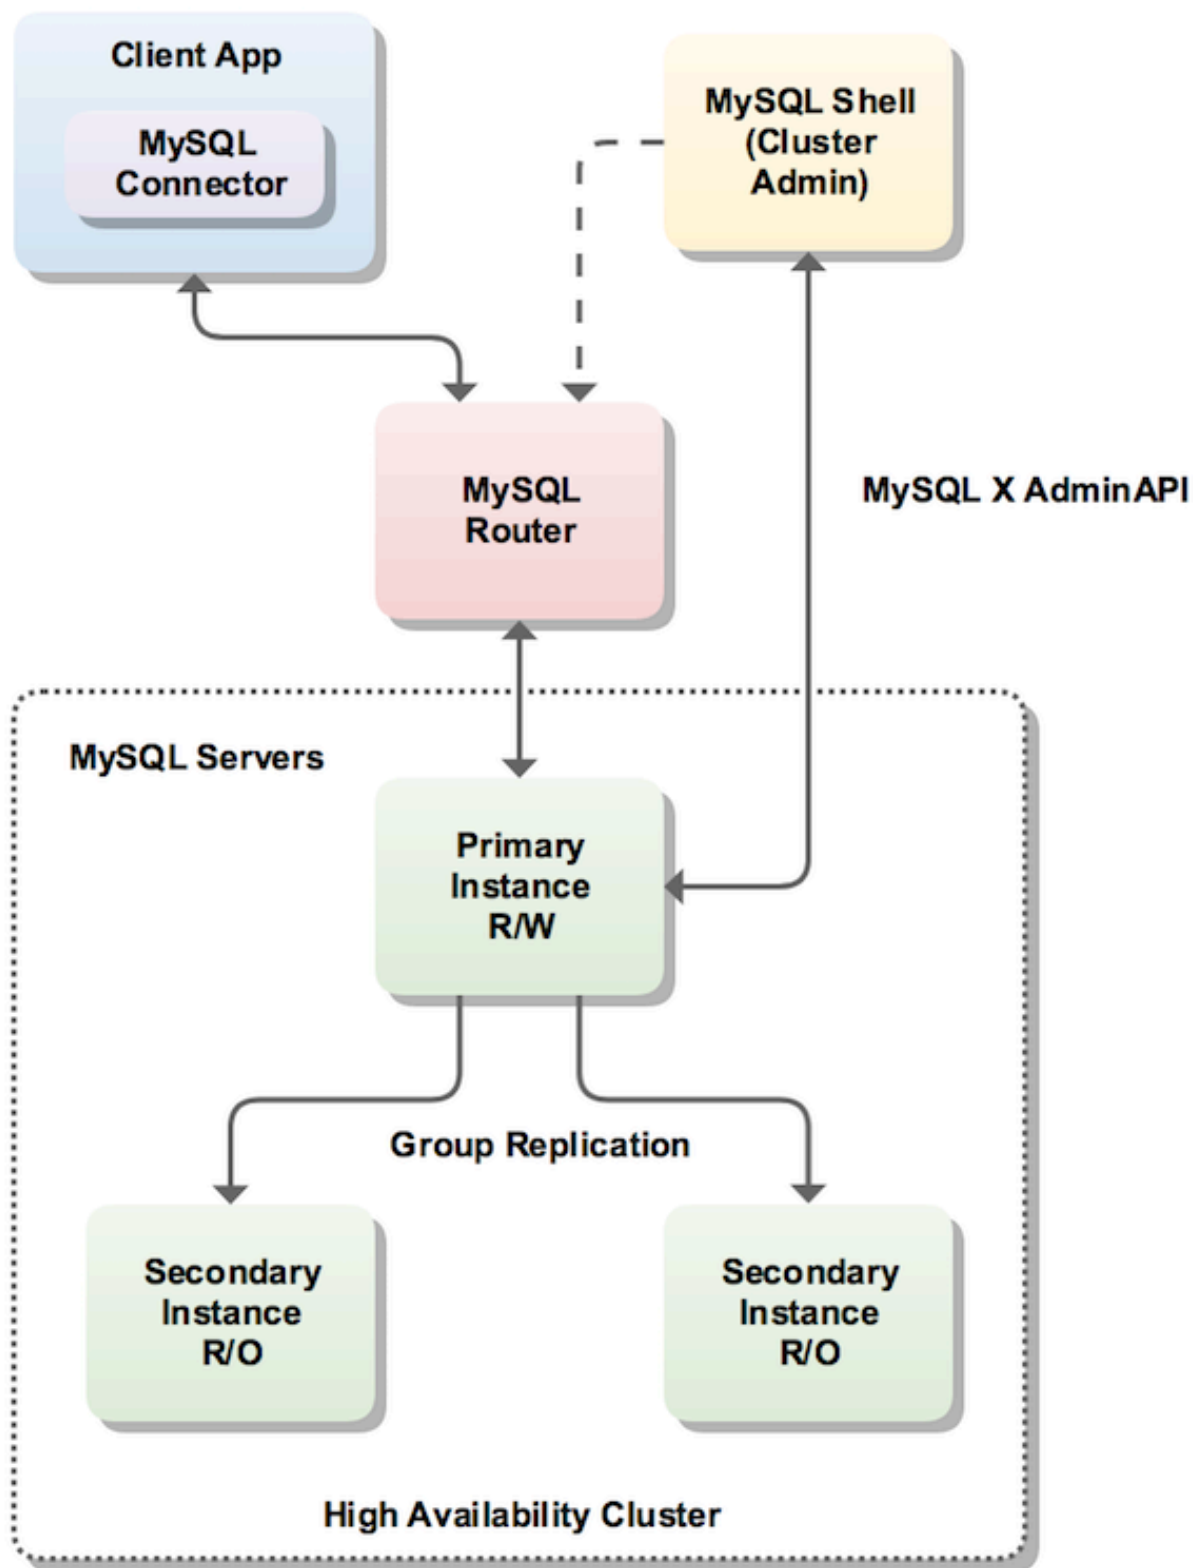 Client App
MySQL
Connector
MySQL Shell
(Cluster
Admin)
MySQL
Router
MySQL X AdminAPI
MySQL Servers
Primary
Instance
R/W
Group Replication
Secondary
Instance
R/O
Secondary
Instance
R/O
High Availability Cluster